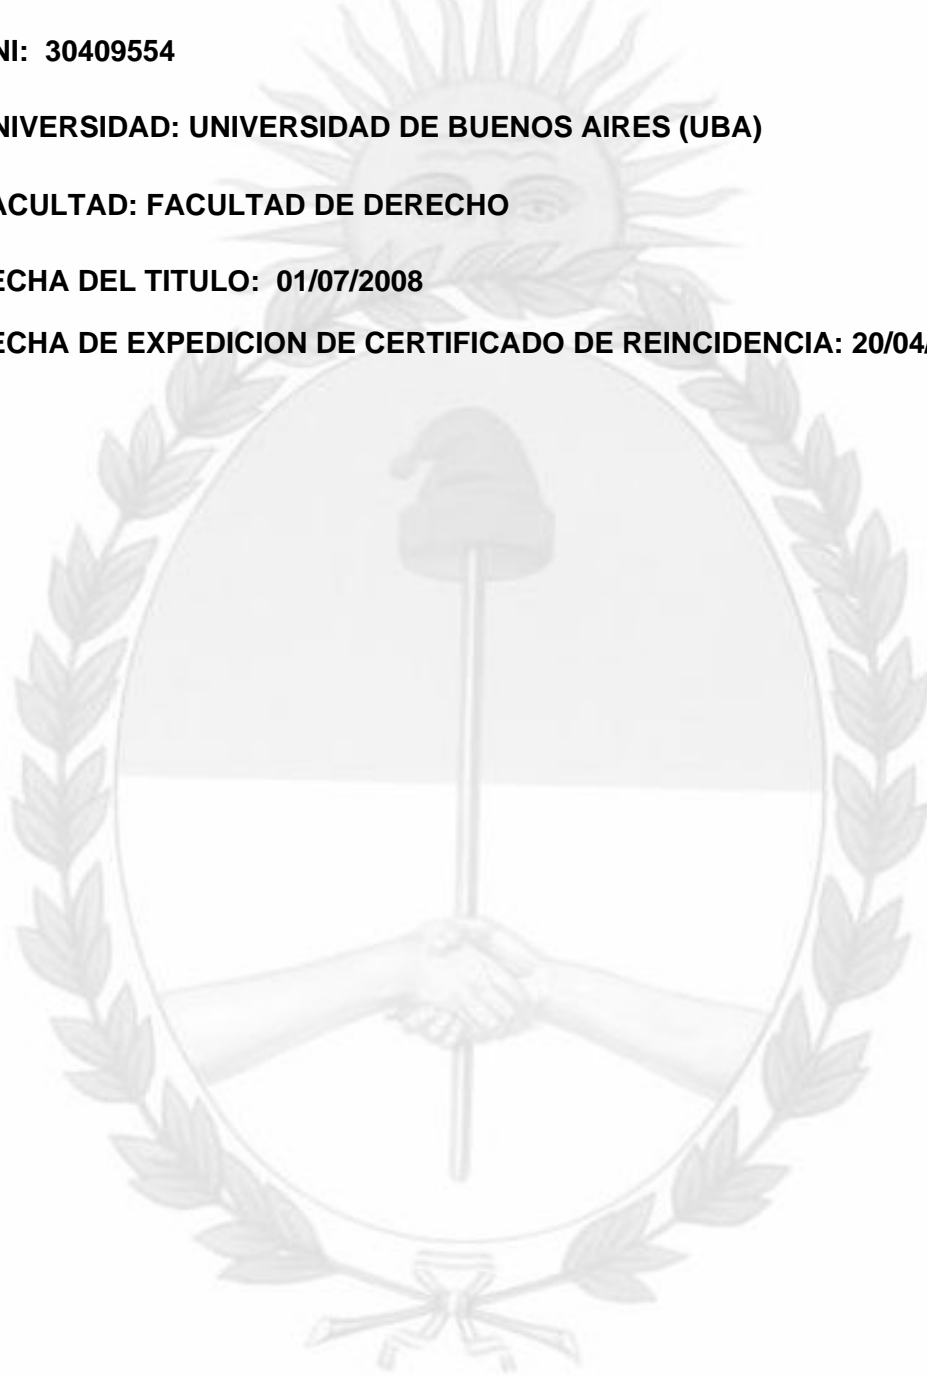 NI: 30409554
NIVERSIDAD: UNIVERSIDAD DE BUENOS AIRES (UBA)
ACULTAD: FACULTAD DE DERECHO
ECHA DEL TITULO: 01/07/2008
ECHA DE EXPEDICION DE CERTIFICADO DE REINCIDENCIA: 20/04/